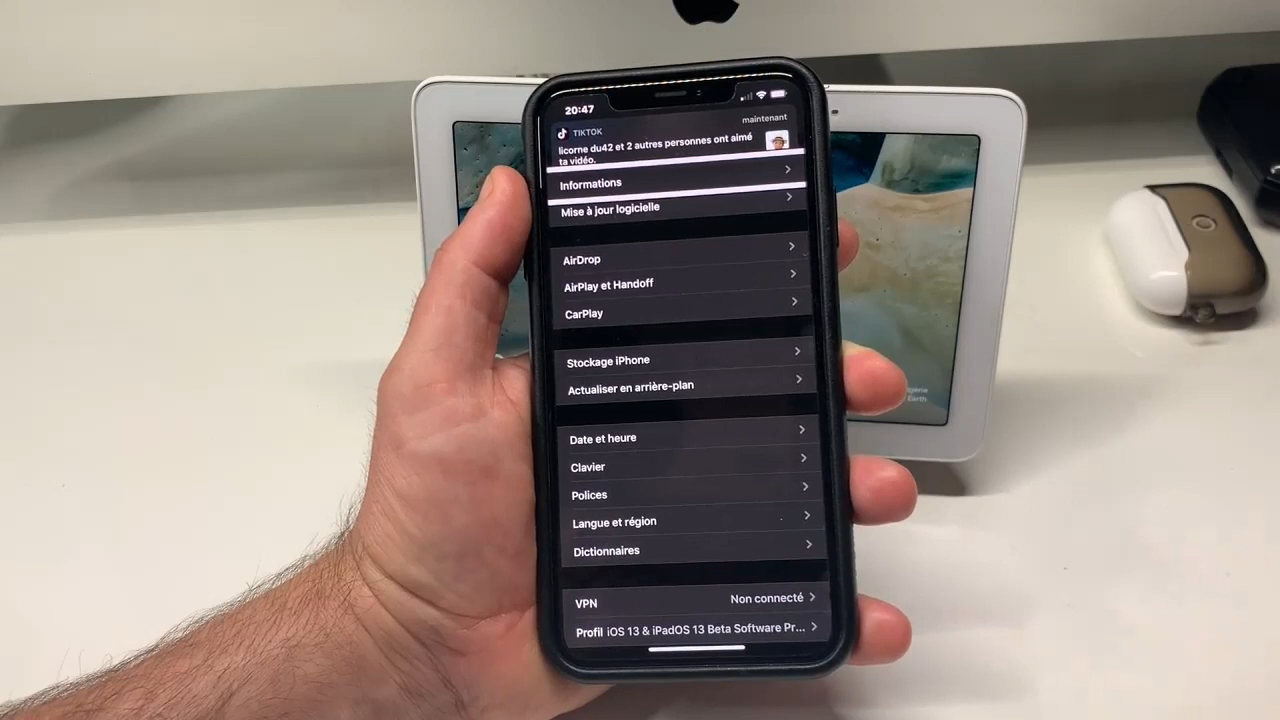 20:47
TIKTOK
maintenant
licorne du42 et 2 autres personnes ont aimé
ta vidéo.
Informations
Mise à jour logicielle
AirDrop
AirPlay et Handoff
CarPlay
Stockage iPhone
Actualiser en arrière-plan
Date et heure
Clavier
Polices
Langue et région
Dictionnaires
VPN Non connecté
Profil iOS 13 & iPadOS 13 Beta Software Pr...
Earth